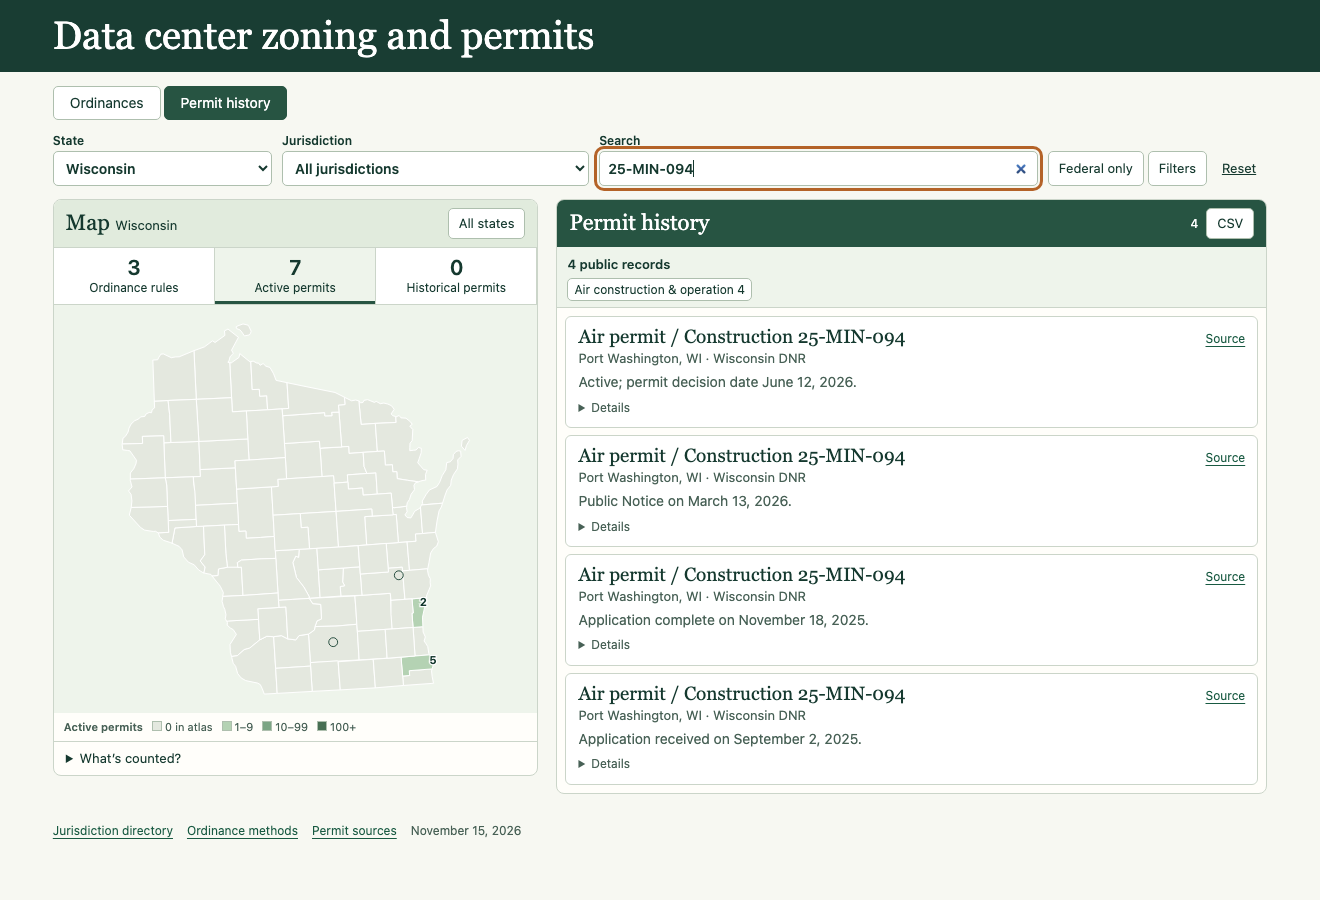 Data center zoning and permits
Ordinances
Permit history
State
Jurisdiction
Search
Wisconsin
All jurisdictions
25-MIN-094
Federal only
Filters
Reset
Map Wisconsin
All states
3
Ordinance rules
7
Active permits
0
Historical permits
2
5
Active permits 0 in atlas 1–9 10–99 100+
What’s counted?
Permit history
4
CSV
4 public records
Air construction & operation 4
Air permit / Construction 25-MIN-094
Source
Port Washington, WI · Wisconsin DNR
Active; permit decision date June 12, 2026.
Details
Air permit / Construction 25-MIN-094
Source
Port Washington, WI · Wisconsin DNR
Public Notice on March 13, 2026.
Details
Air permit / Construction 25-MIN-094
Source
Port Washington, WI · Wisconsin DNR
Application complete on November 18, 2025.
Details
Air permit / Construction 25-MIN-094
Source
Port Washington, WI · Wisconsin DNR
Application received on September 2, 2025.
Details
Jurisdiction directory Ordinance methods Permit sources November 15, 2026